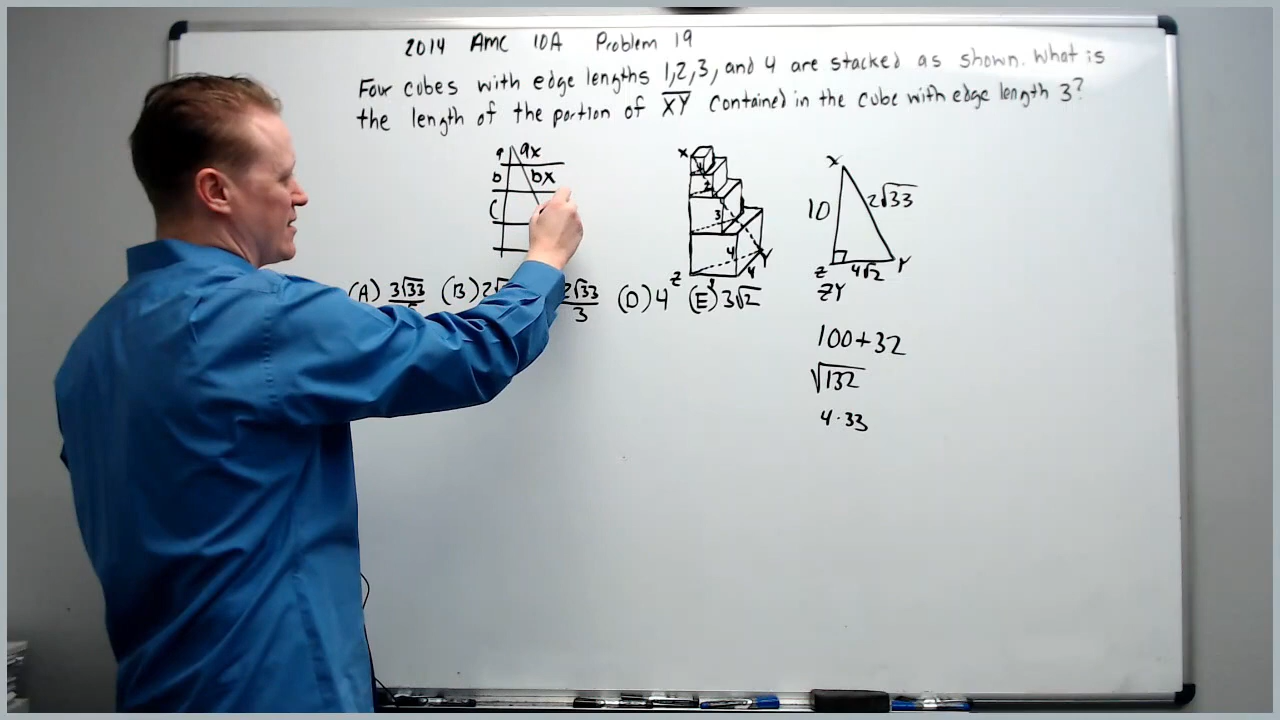 2014 AMC 10A Problem 19
Four cubes with edge lengths 1,2,3, and 4 are stacked as shown. What is
the length of the portion of XY contained in the cube with edge length 3?
a ax
b bx
c
X
1
2
3
4
4
4
Z
Y
X
10
2√33
Z
4√2
Y
ZY
(A) 3√33 (B) 2 2√33/3 (D) 4 (E) 3√2
100+32
√132
4·33